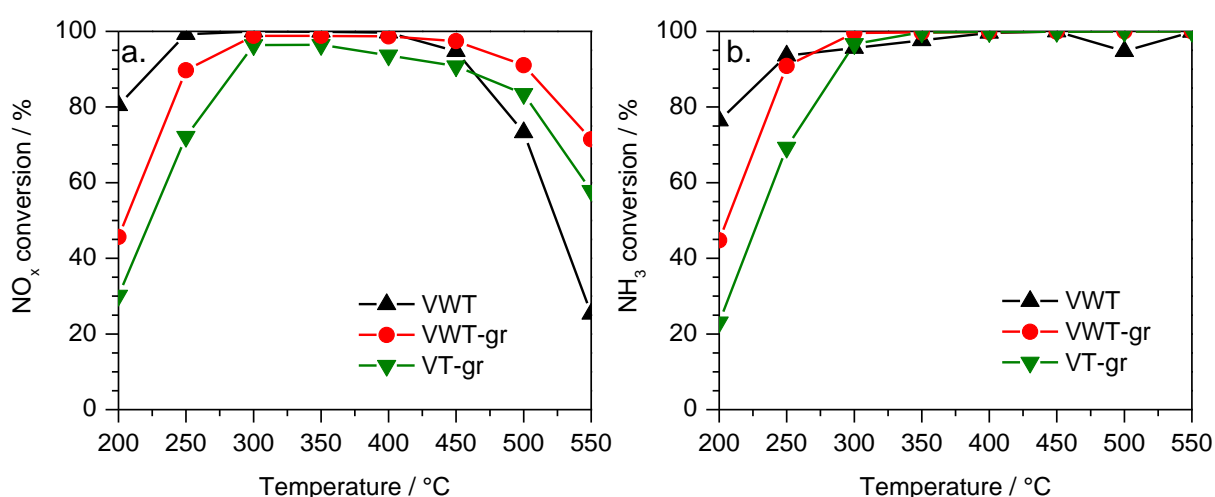 a.
NOx conversion / %
100
80
60
40
20
0
VWT
VWT-gr
VT-gr
200 250 300 350 400 450 500 550
Temperature / °C
b.
NH3 conversion / %
100
80
60
40
20
0
VWT
VWT-gr
VT-gr
200 250 300 350 400 450 500 550
Temperature / °C